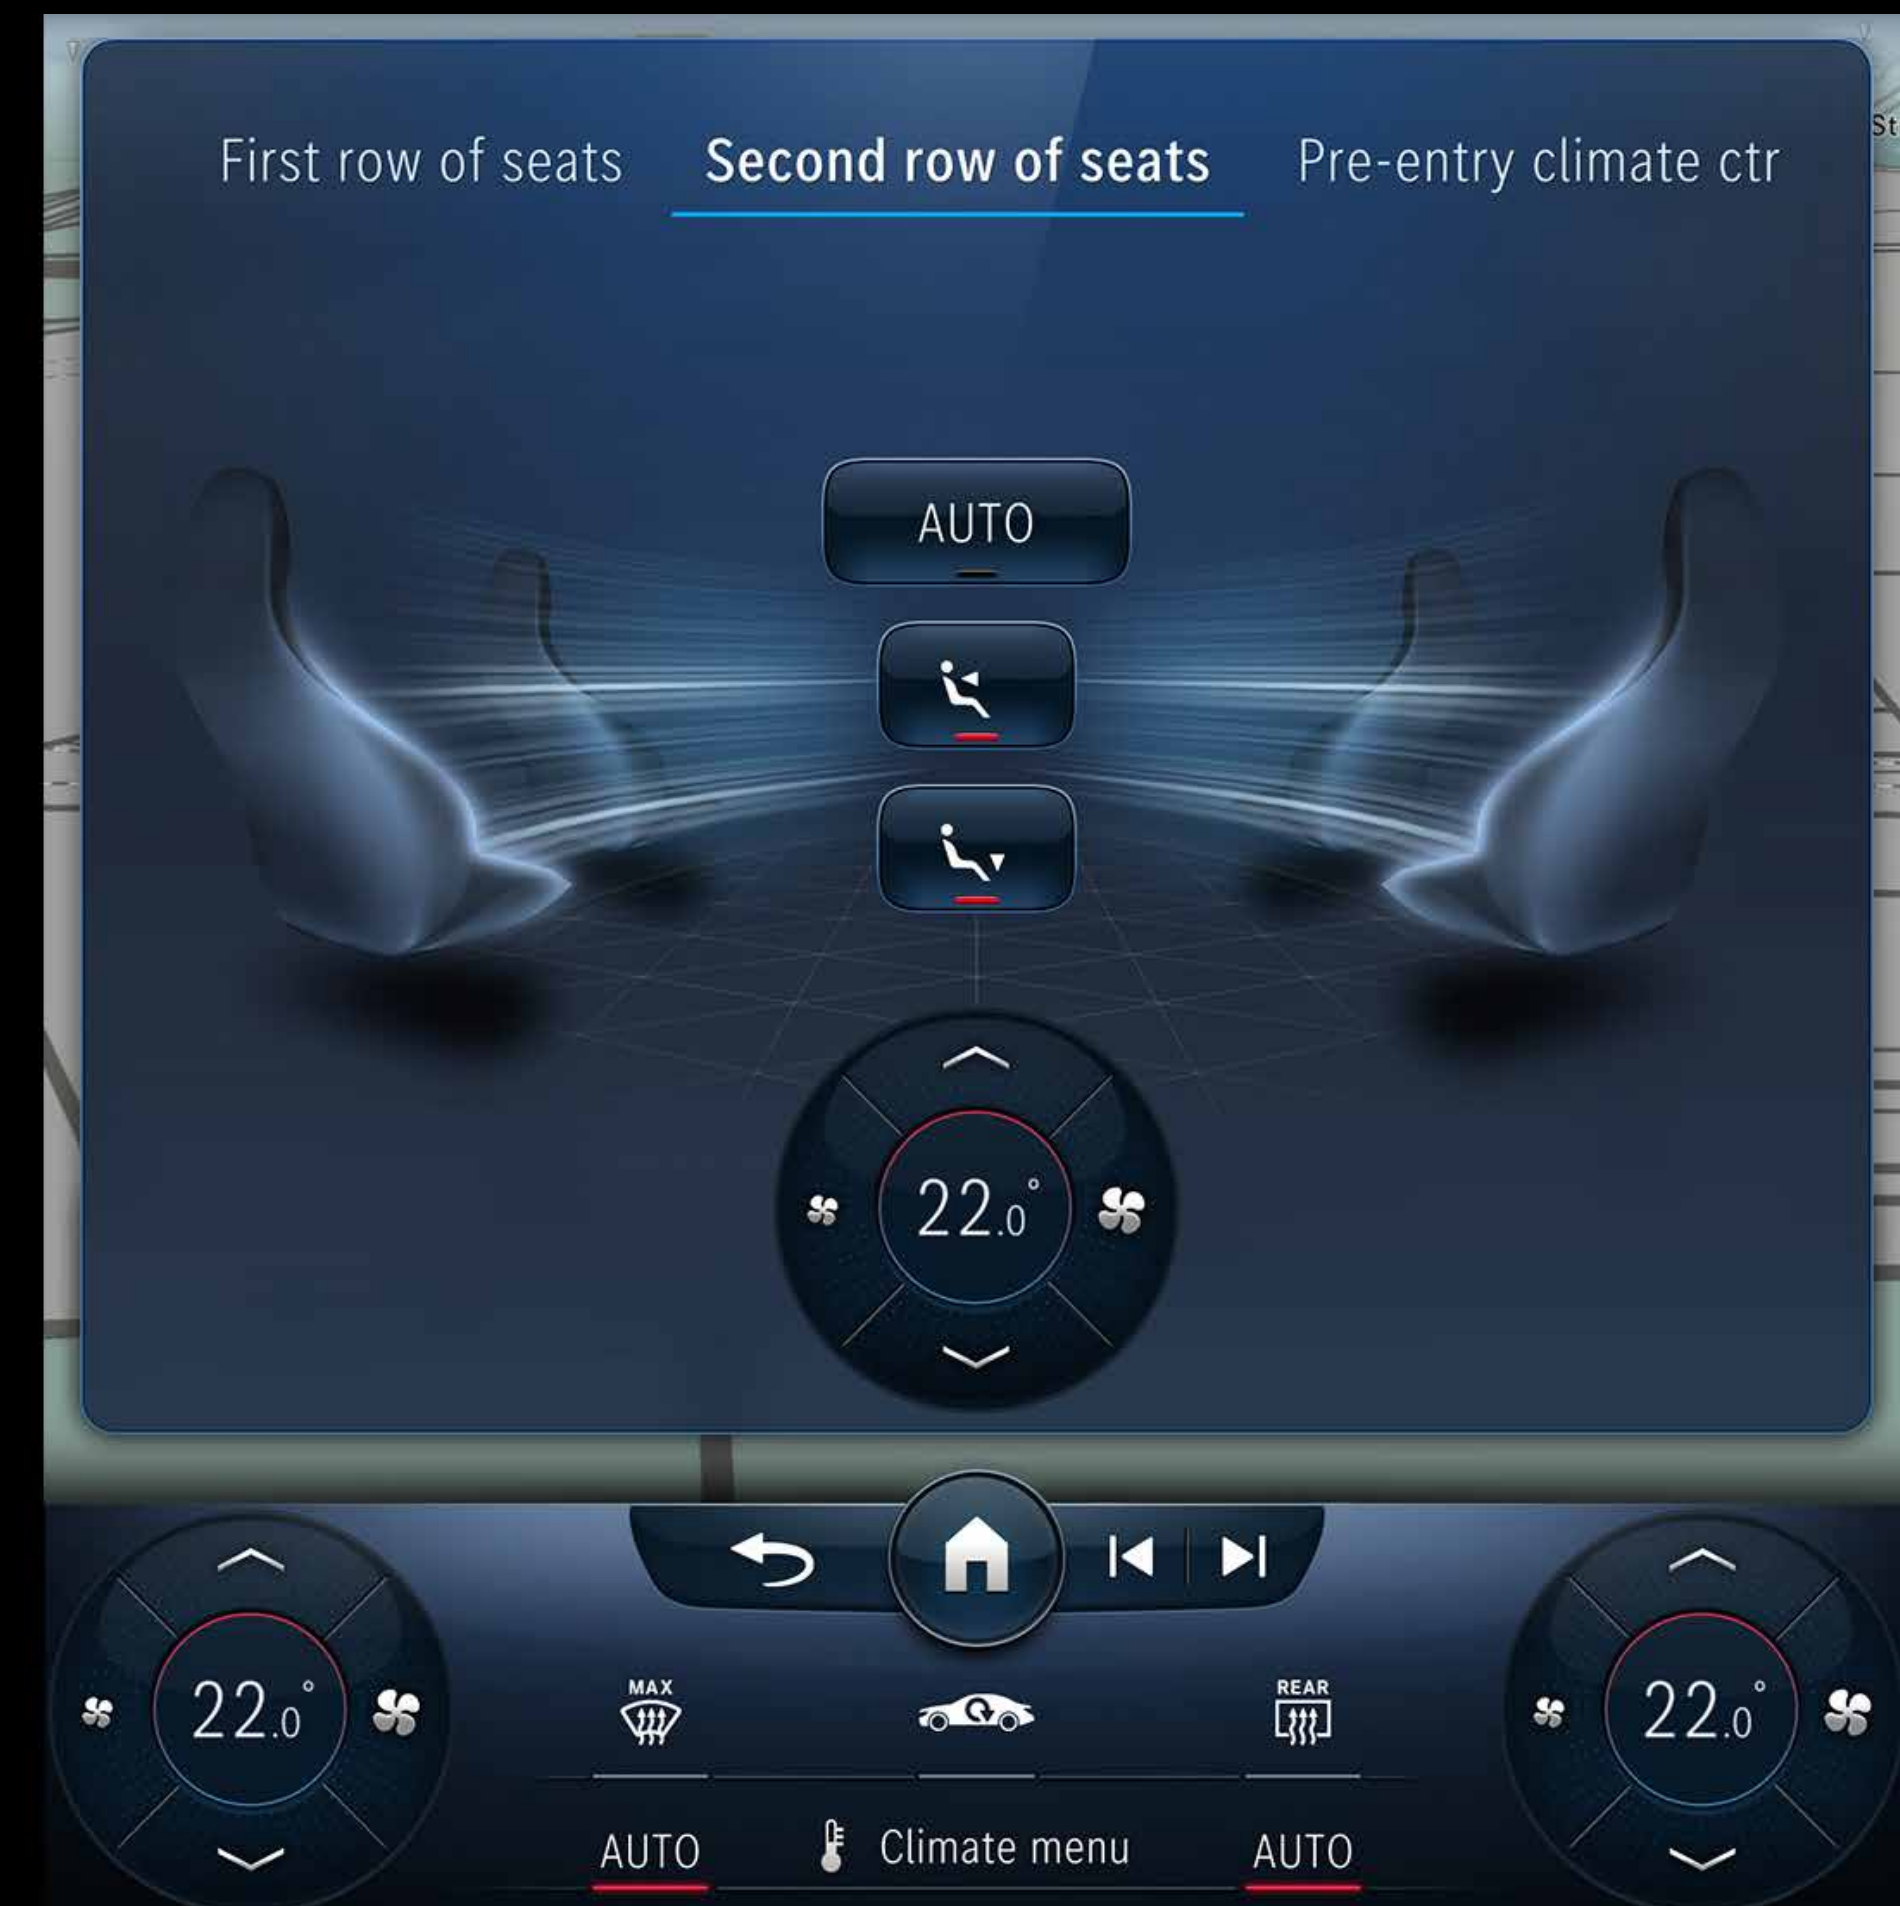 First row of seats
Second row of seats
Pre-entry climate ctr
St
AUTO
22.0°
MAX
REAR
22.0°
22.0°
AUTO
Climate menu
AUTO